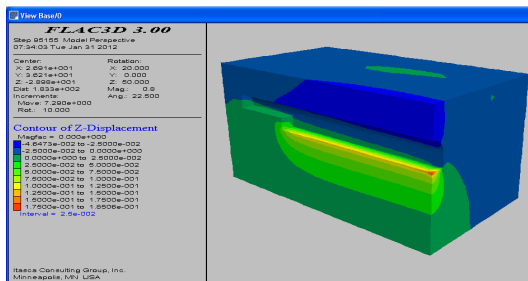 View Base/0
FLAC3D 3.00
Step 95155 Model Perspective
07:34:03 Tue Jan 31 2012
Center:
X: 2.691e+001
Y: 3.621e+001
Z: -2.898e+001
Dist: 1.833e+002
Increments:
Move: 7.290e+000
Rot.: 10.000
Rotation:
X: 20.000
Y: 0.000
Z: 50.000
Mag.: 0.8
Ang.: 22.500
Contour of Z-Displacement
Magfac = 0.000e+000
-4.6473e-002 to -2.5000e-002
-2.5000e-002 to 0.0000e+000
0.0000e+000 to 2.5000e-002
2.5000e-002 to 5.0000e-002
5.0000e-002 to 7.5000e-002
7.5000e-002 to 1.0000e-001
1.0000e-001 to 1.2500e-001
1.2500e-001 to 1.5000e-001
1.5000e-001 to 1.7500e-001
1.7500e-001 to 1.8506e-001
Interval = 2.5e-002
Itasca Consulting Group, Inc.
Minneapolis, MN USA